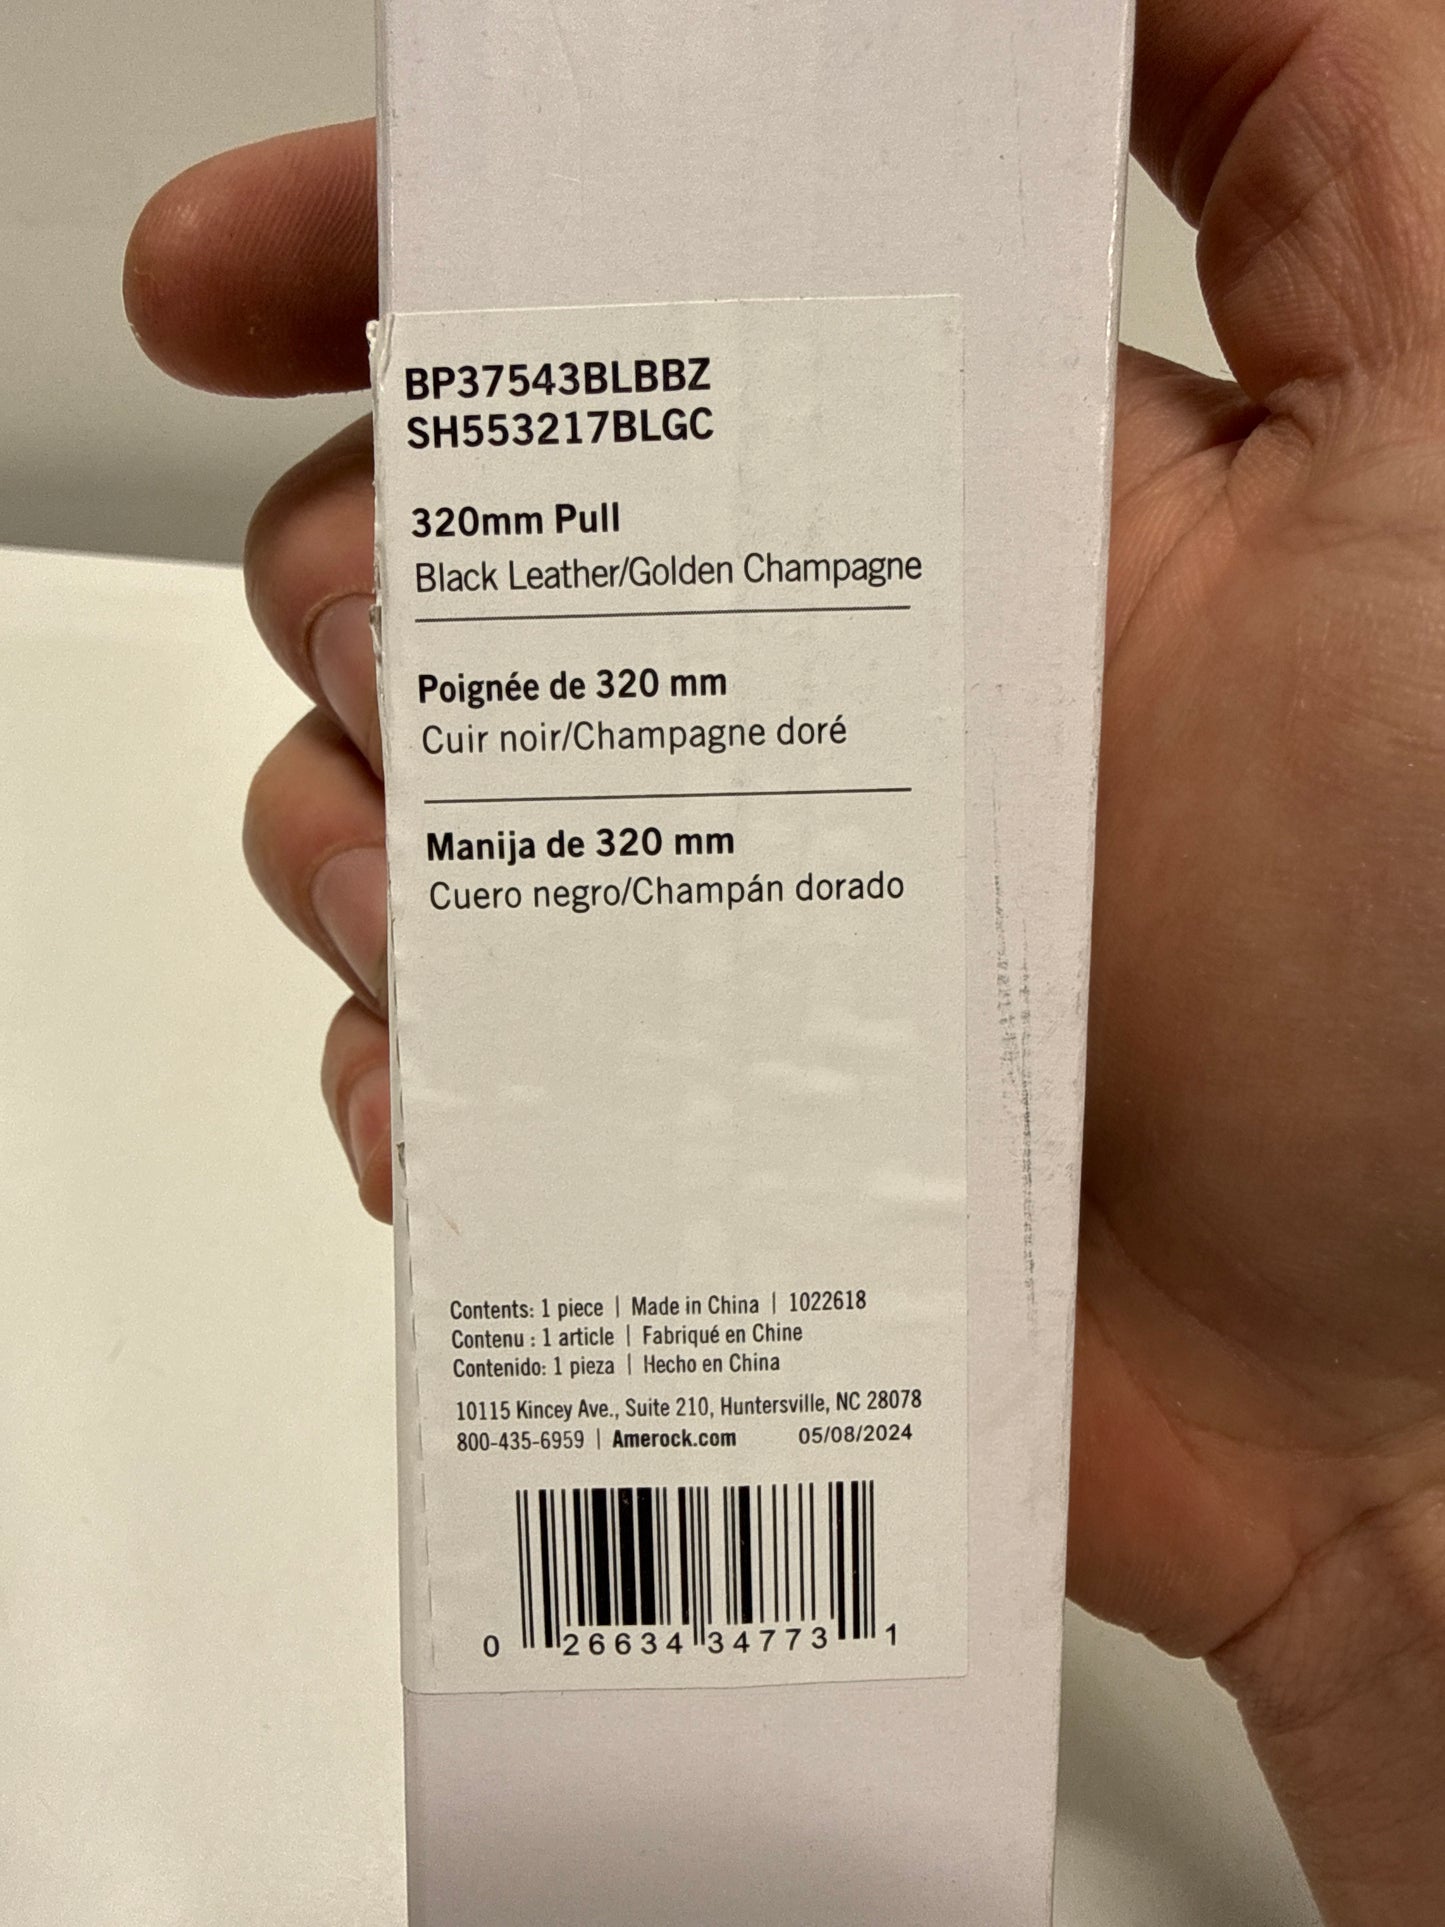 BP37543BLBBZ
SH553217BLGC
320mm Pull
Black Leather/Golden Champagne
Poignée de 320 mm
Cuir noir/Champagne doré
Manija de 320 mm
Cuero negro/Champán dorado
Contents: 1 piece | Made in China | 1022618
Contenu : 1 article | Fabriqué en Chine
Contenido: 1 pieza | Hecho en China
10115 Kincey Ave., Suite 210, Huntersville, NC 28078
800-435-6959 | Amerock.com 05/08/2024
0 26634 34773 1